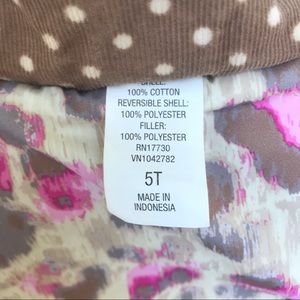 SHELL:
100% COTTON
REVERSIBLE SHELL:
100% POLYESTER
FILLER:
100% POLYESTER
RN17730
VN1042782
5T
MADE IN
INDONESIA